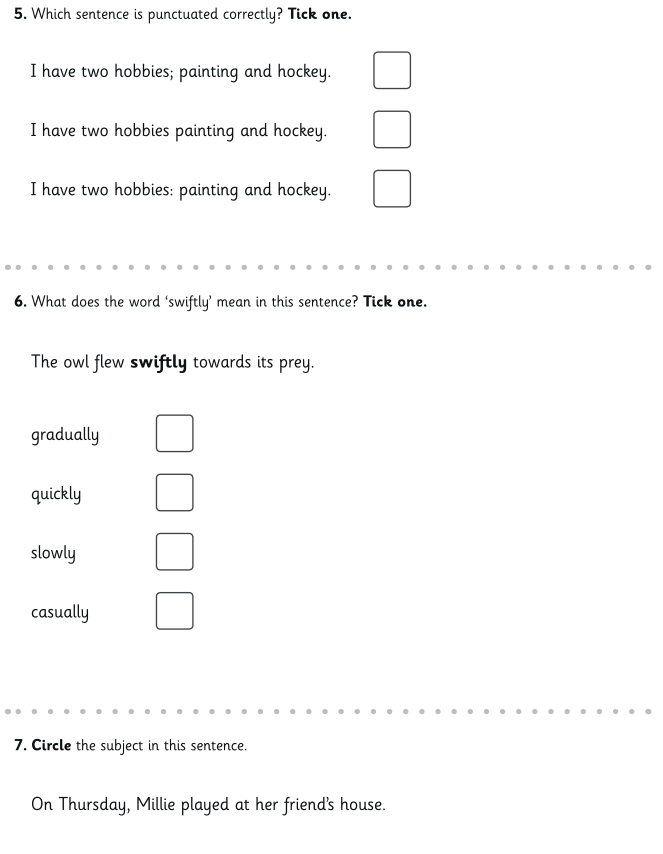 5. Which sentence is punctuated correctly? Tick one.
I have two hobbies; painting and hockey.
I have two hobbies painting and hockey.
I have two hobbies: painting and hockey.
6. What does the word ‘swiftly’ mean in this sentence? Tick one.
The owl flew swiftly towards its prey.
gradually
quickly
slowly
casually
7. Circle the subject in this sentence.
On Thursday, Millie played at her friend’s house.